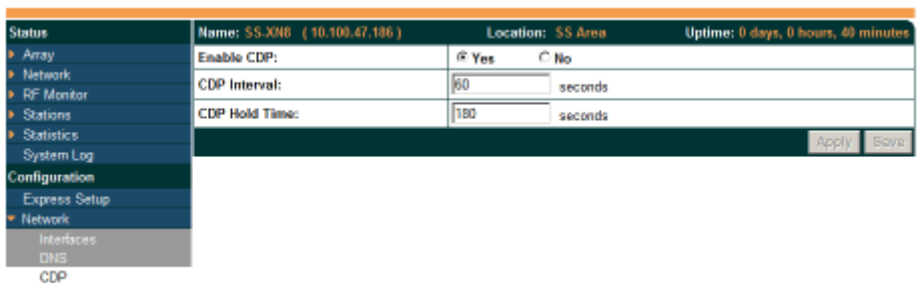 Status
Name: SS-XN8 ( 10.100.47.186 ) Location: SS Area Uptime: 0 days, 0 hours, 40 minutes
Array
Network
RF Monitor
Stations
Statistics
System Log
Configuration
Express Setup
Network
Interfaces
DNS
CDP
Enable CDP: Yes No
CDP Interval: 60 seconds
CDP Hold Time: 180 seconds
Apply Save